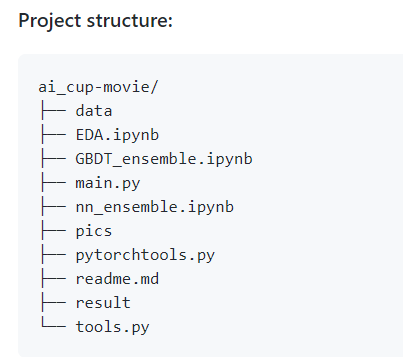 Project structure:
ai_cup-movie/
├── data
├── EDA.ipynb
├── GBDT_ensemble.ipynb
├── main.py
├── nn_ensemble.ipynb
├── pics
├── pytorchtools.py
├── readme.md
├── result
└── tools.py